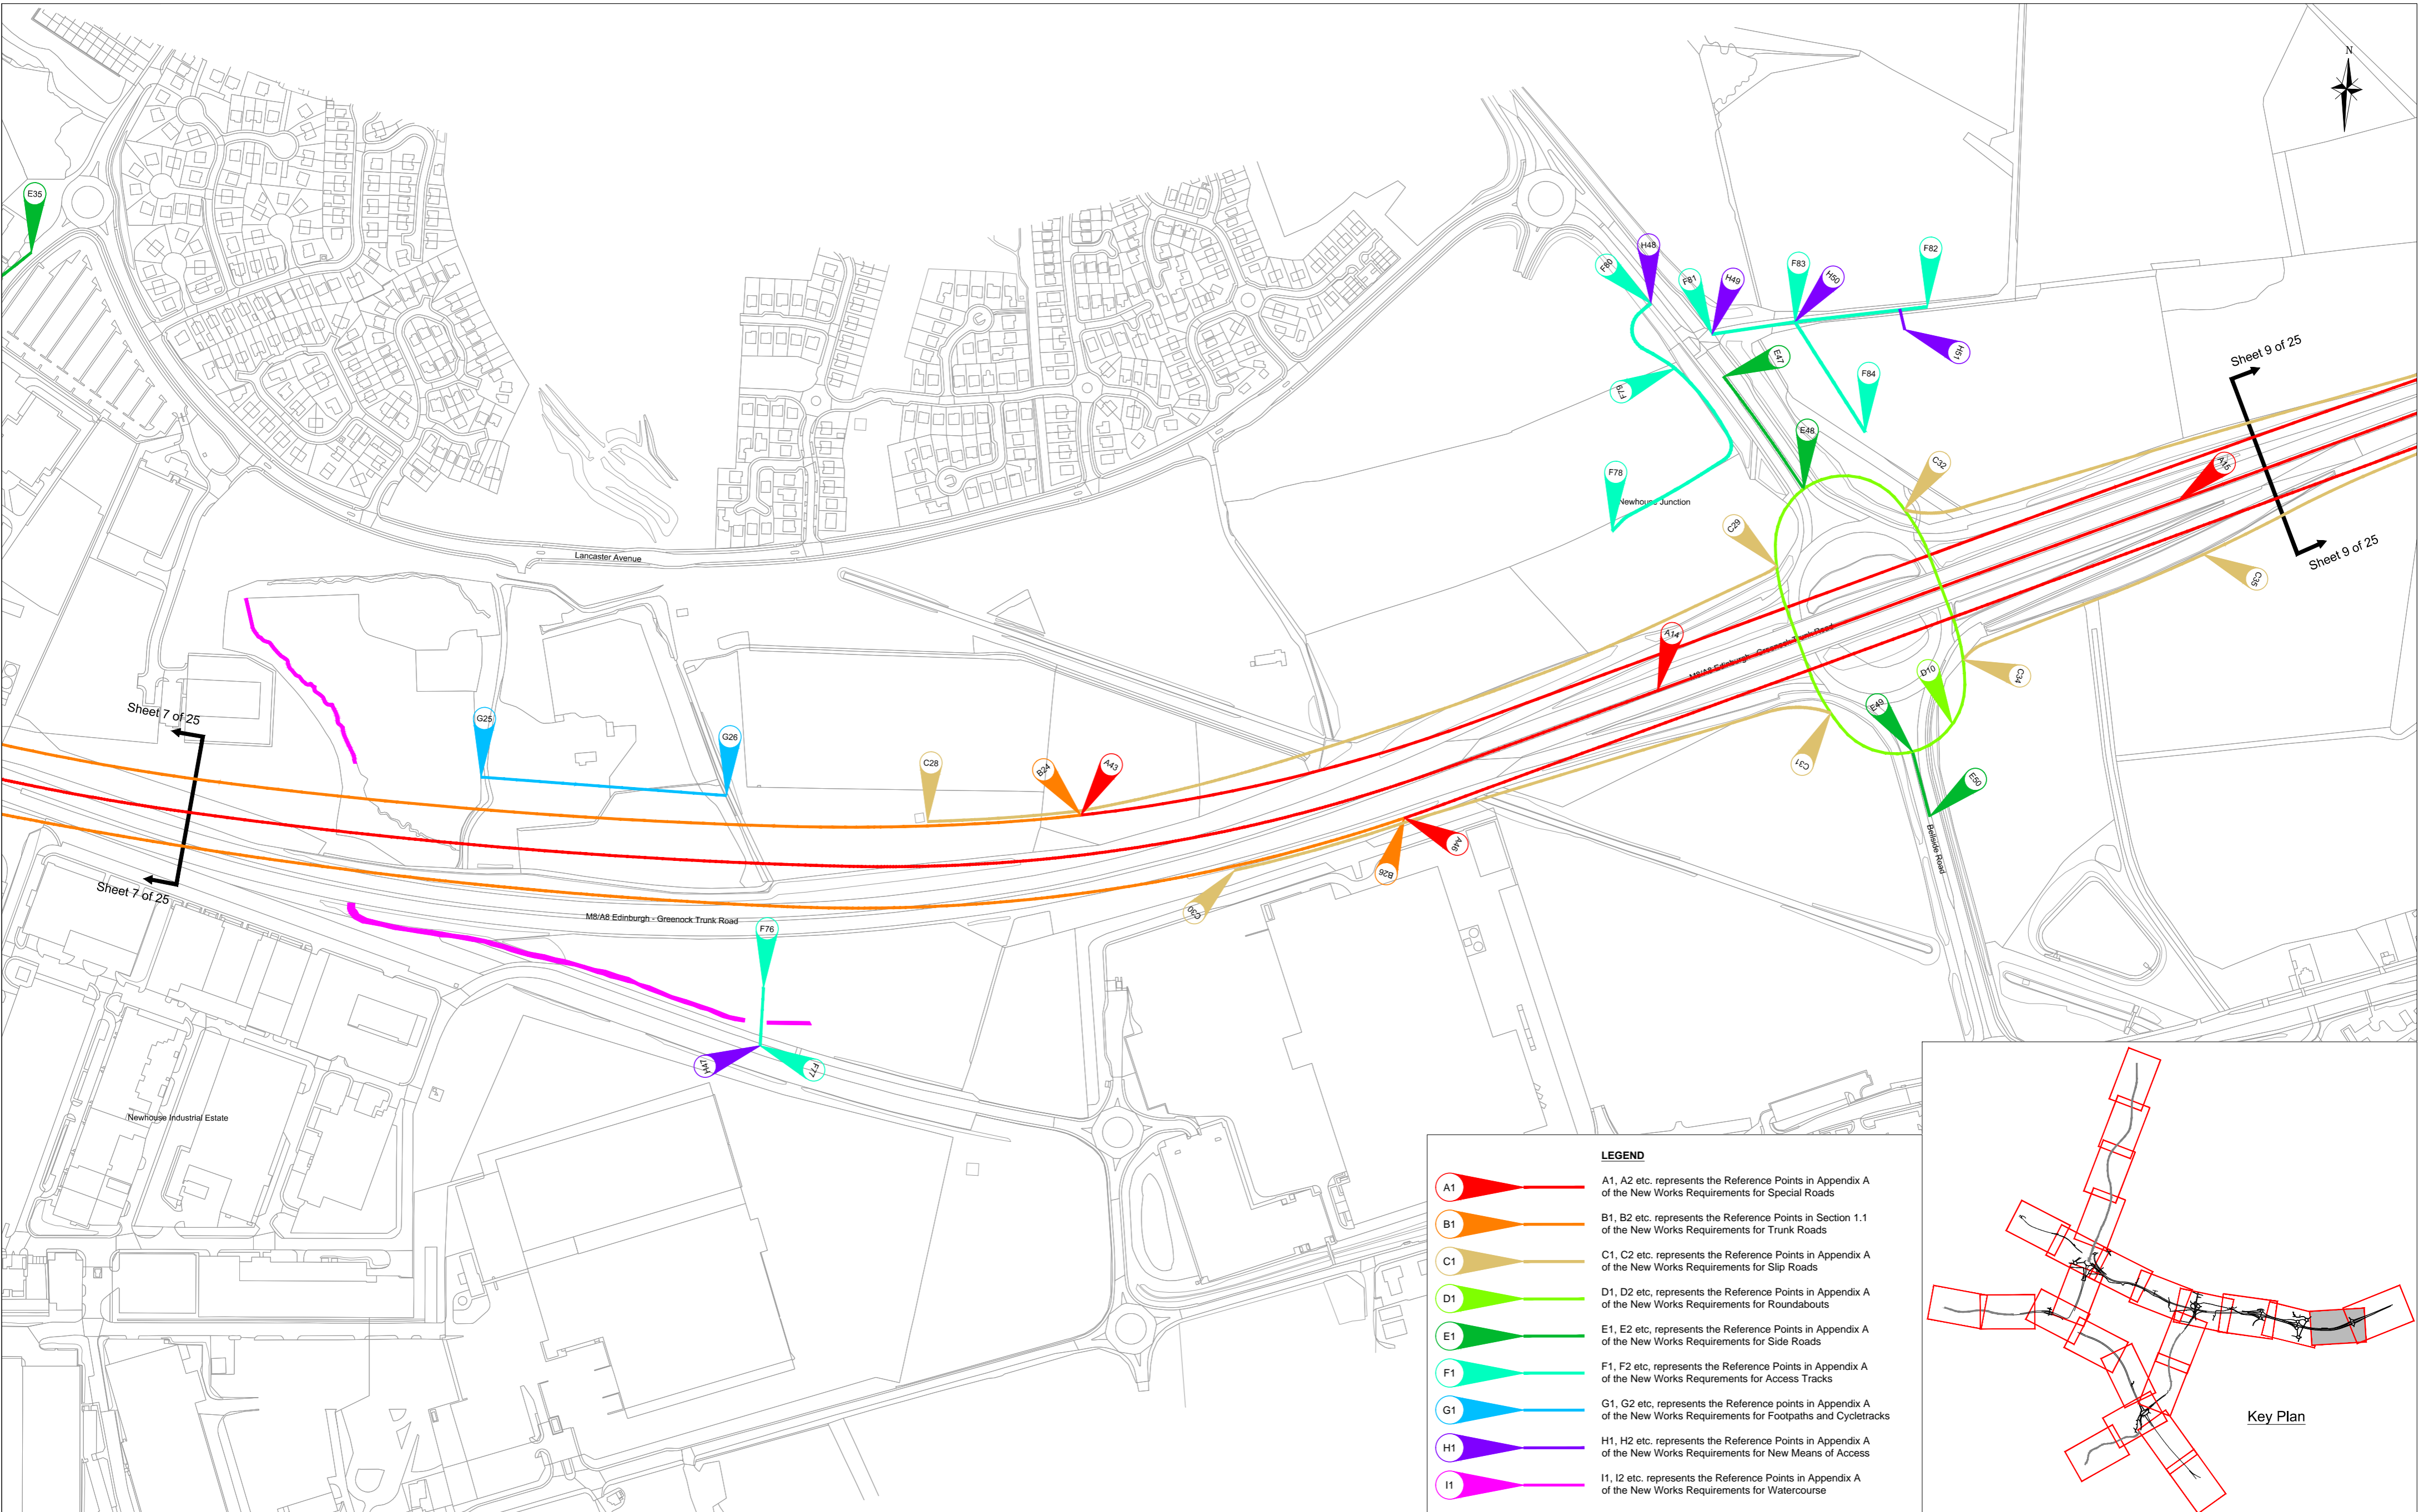 N
E35
H48
F80
F81
H49
F83
H50
F82
H51
E47
F79
F84
Sheet 9 of 25
E48
C32
A15
F78
Newhouse Junction
C29
Sheet 9 of 25
C35
Lancaster Avenue
A14
M8/A8 Edinburgh - Greenock Trunk Road
D10
C34
Sheet 7 of 25
G25
G26
E49
C31
C28
B24
A43
E50
Bellside Road
A46
B26
Sheet 7 of 25
C30
M8/A8 Edinburgh - Greenock Trunk Road
F76
H47
F77
Newhouse Industrial Estate
LEGEND
A1
A1, A2 etc. represents the Reference Points in Appendix A
of the New Works Requirements for Special Roads
B1
B1, B2 etc. represents the Reference Points in Section 1.1
of the New Works Requirements for Trunk Roads
C1
C1, C2 etc. represents the Reference Points in Appendix A
of the New Works Requirements for Slip Roads
D1
D1, D2 etc, represents the Reference Points in Appendix A
of the New Works Requirements for Roundabouts
E1
E1, E2 etc, represents the Reference Points in Appendix A
of the New Works Requirements for Side Roads
F1
F1, F2 etc, represents the Reference Points in Appendix A
of the New Works Requrements for Access Tracks
G1
G1, G2 etc, represents the Reference points in Appendix A
of the New Works Requirements for Footpaths and Cycletracks
H1
H1, H2 etc. represents the Reference Points in Appendix A
of the New Works Requirements for New Means of Access
I1
I1, I2 etc. represents the Reference Points in Appendix A
of the New Works Requirements for Watercourse
Key Plan